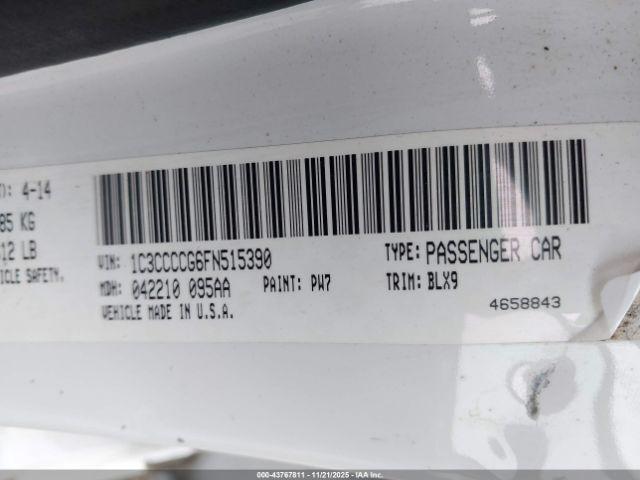 ): 4-14
85 KG
12 LB
HICLE SAFETY.
VIN: 1C3CCCCG6FN515390
TYPE: PASSENGER CAR
MDH: 042210 095AA
PAINT: PW7
TRIM: BLX9
VEHICLE MADE IN U.S.A.
4658843
000-43767811 - 11/21/2025 - IAA Inc.